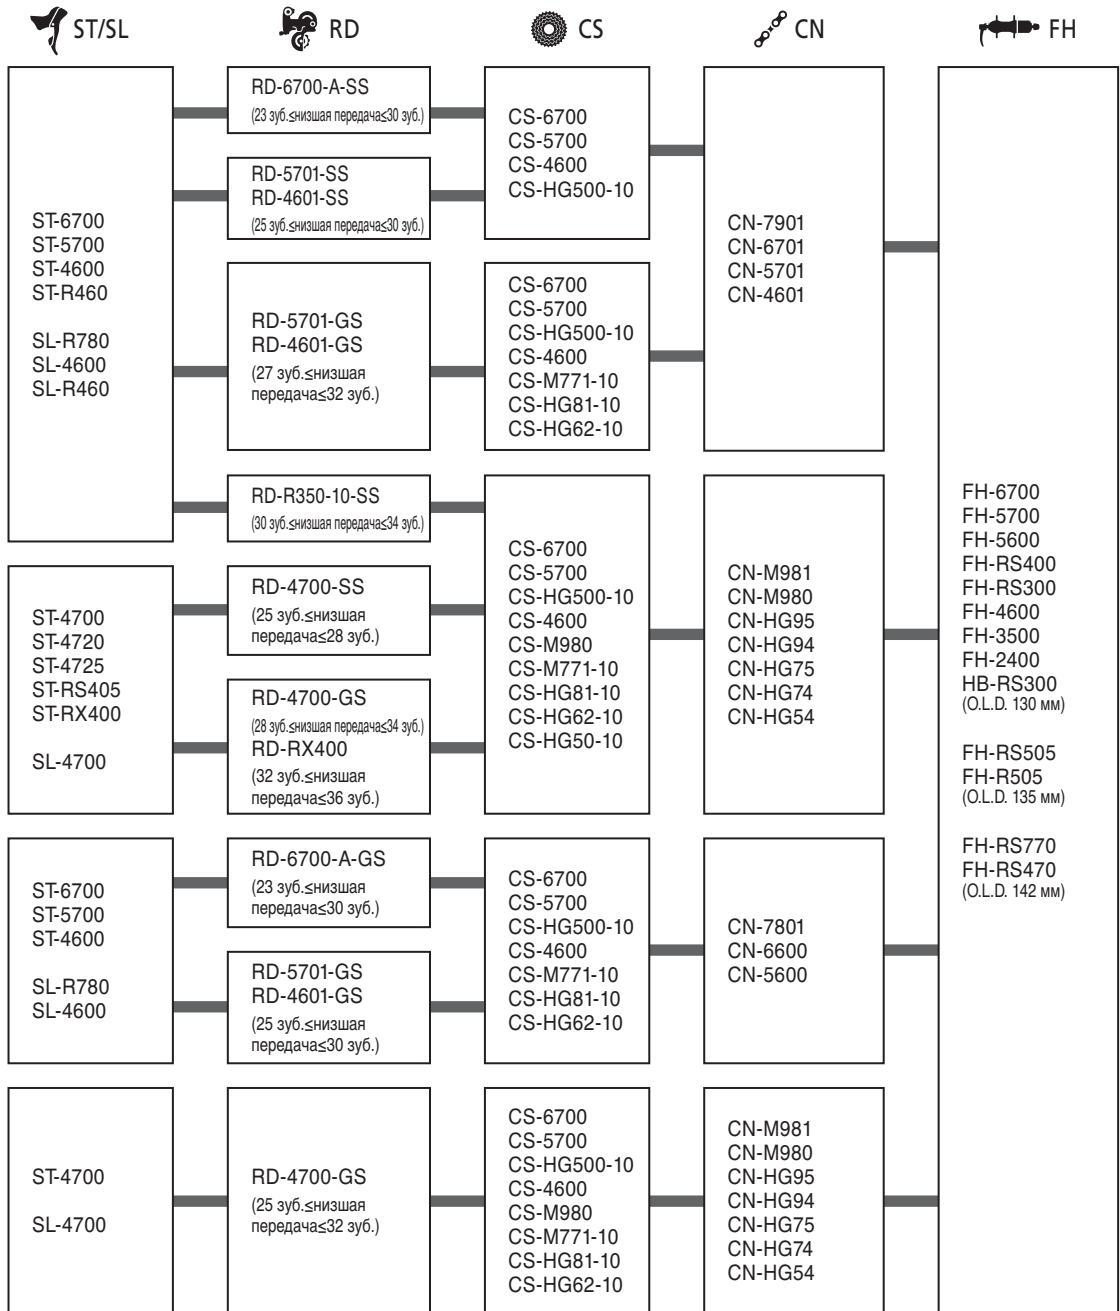 ST/SL
RD
CS
CN
FH
ST-6700
ST-5700
ST-4600
ST-R460
SL-R780
SL-4600
SL-R460
RD-6700-A-SS
(23 зуб.≤низшая передача≤30 зуб.)
RD-5701-SS
RD-4601-SS
(25 зуб.≤низшая передача≤30 зуб.)
CS-6700
CS-5700
CS-4600
CS-HG500-10
RD-5701-GS
RD-4601-GS
(27 зуб.≤низшая
передача≤32 зуб.)
CS-6700
CS-5700
CS-HG500-10
CS-4600
CS-M771-10
CS-HG81-10
CS-HG62-10
CN-7901
CN-6701
CN-5701
CN-4601
RD-R350-10-SS
(30 зуб.≤низшая передача≤34 зуб.)
ST-4700
ST-4720
ST-4725
ST-RS405
ST-RX400
SL-4700
RD-4700-SS
(25 зуб.≤низшая
передача≤28 зуб.)
RD-4700-GS
(28 зуб.≤низшая передача≤34 зуб.)
RD-RX400
(32 зуб.≤низшая
передача≤36 зуб.)
CS-6700
CS-5700
CS-HG500-10
CS-4600
CS-M980
CS-M771-10
CS-HG81-10
CS-HG62-10
CS-HG50-10
CN-M981
CN-M980
CN-HG95
CN-HG94
CN-HG75
CN-HG74
CN-HG54
ST-6700
ST-5700
ST-4600
SL-R780
SL-4600
RD-6700-A-GS
(23 зуб.≤низшая
передача≤30 зуб.)
RD-5701-GS
RD-4601-GS
(25 зуб.≤низшая
передача≤30 зуб.)
CS-6700
CS-5700
CS-HG500-10
CS-4600
CS-M771-10
CS-HG81-10
CS-HG62-10
CN-7801
CN-6600
CN-5600
ST-4700
SL-4700
RD-4700-GS
(25 зуб.≤низшая
передача≤32 зуб.)
CS-6700
CS-5700
CS-HG500-10
CS-4600
CS-M980
CS-M771-10
CS-HG81-10
CS-HG62-10
CN-M981
CN-M980
CN-HG95
CN-HG94
CN-HG75
CN-HG74
CN-HG54
FH-6700
FH-5700
FH-5600
FH-RS400
FH-RS300
FH-4600
FH-3500
FH-2400
HB-RS300
(O.L.D. 130 мм)
FH-RS505
FH-R505
(O.L.D. 135 мм)
FH-RS770
FH-RS470
(O.L.D. 142 мм)